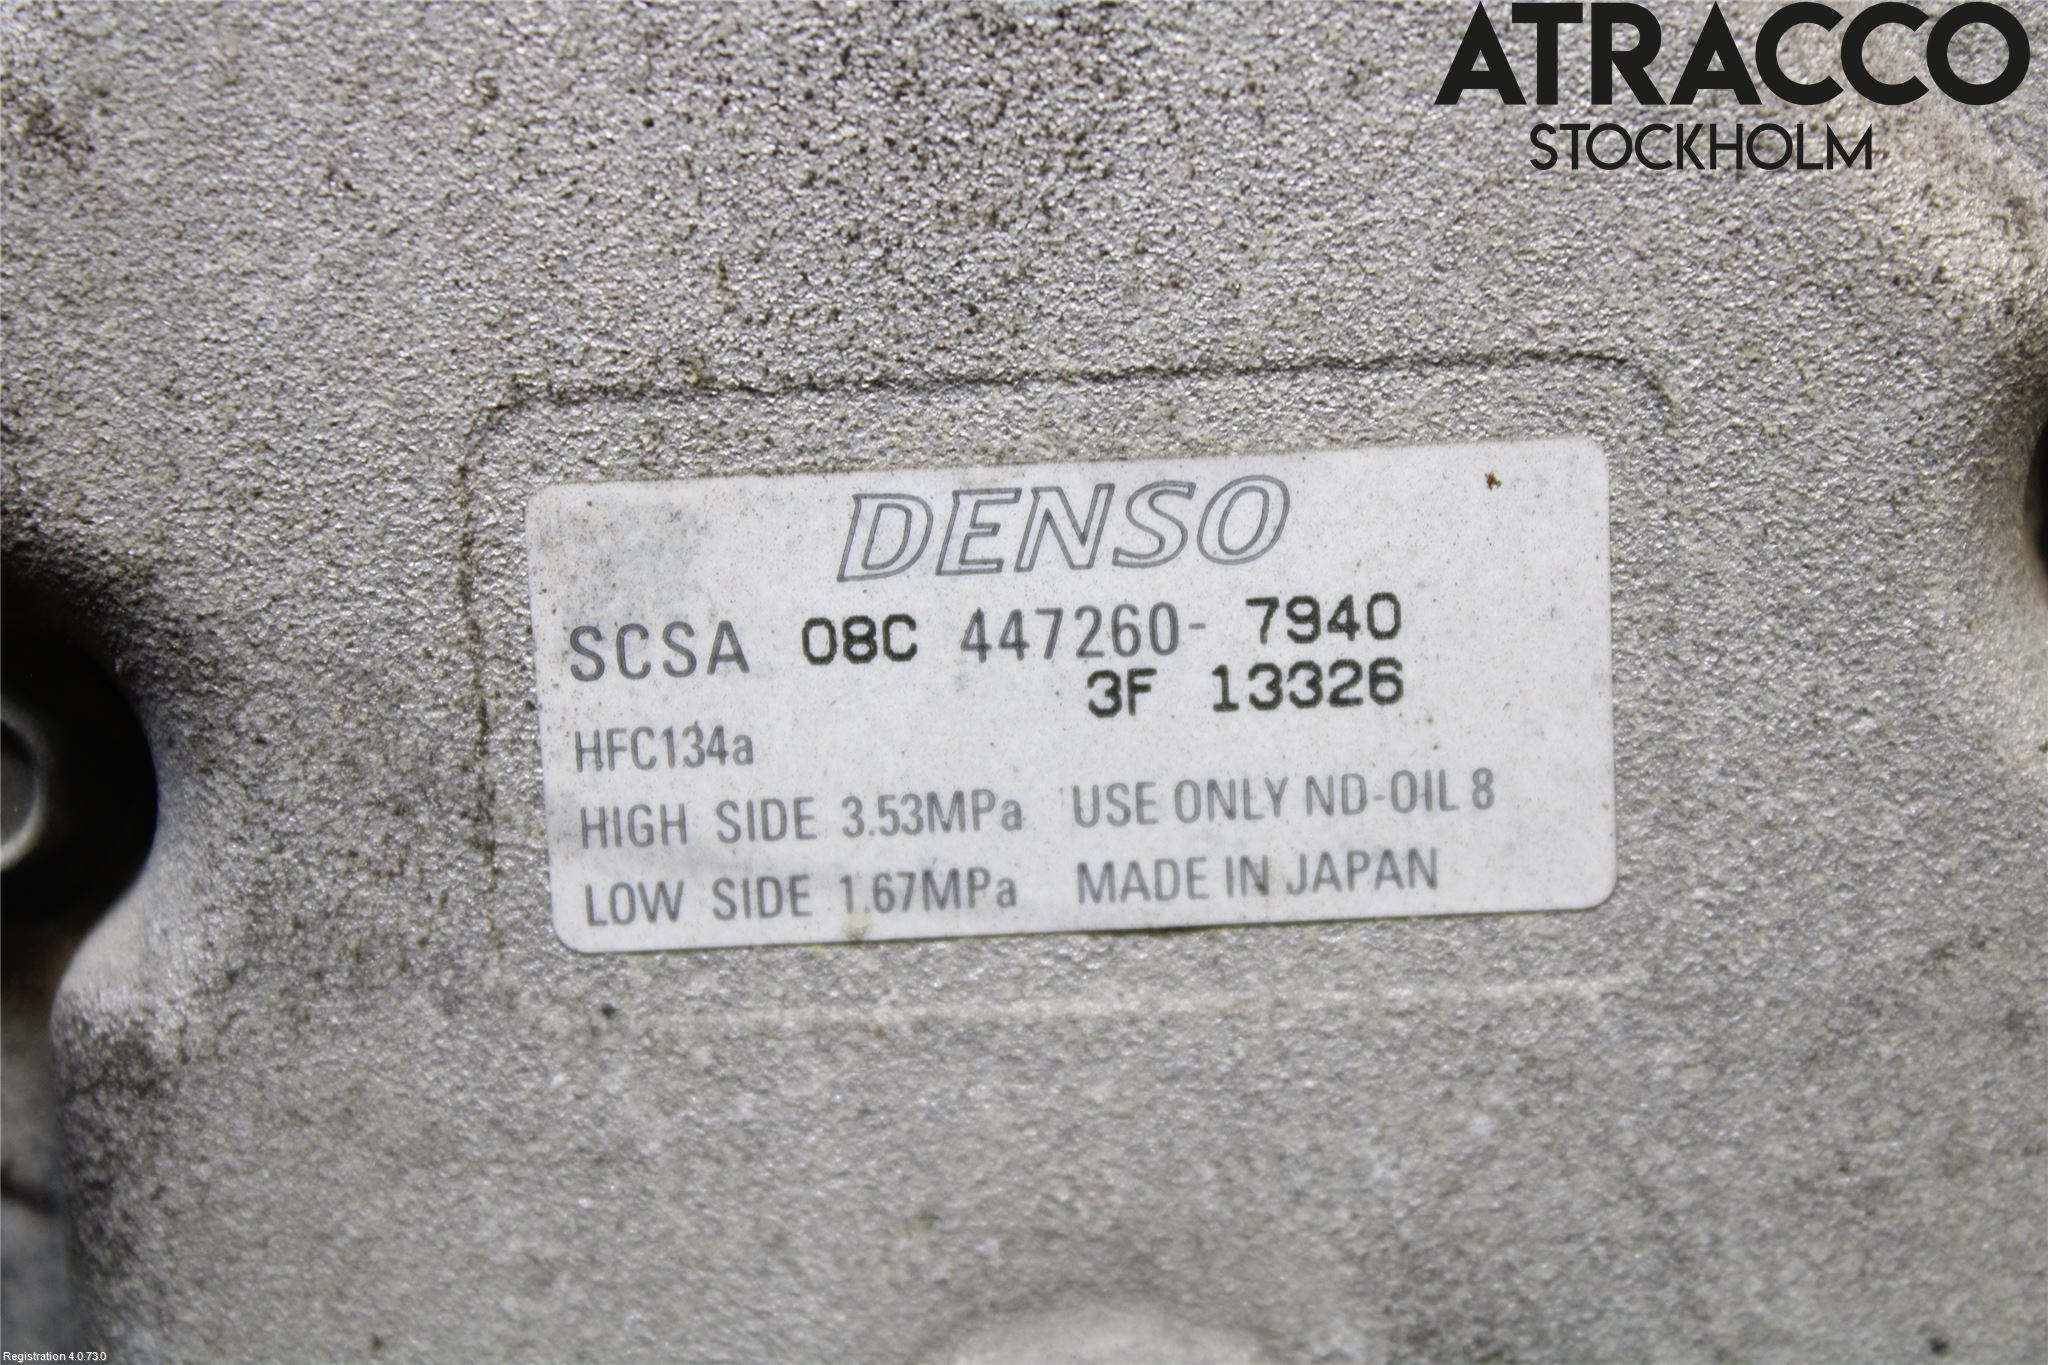 ATRACCO
STOCKHOLM
DENSO
SCSA 08C 447260- 7940
3F 13326
HFC134a
HIGH SIDE 3.53MPa USE ONLY ND-OIL 8
LOW SIDE 1.67MPa MADE IN JAPAN
Registration 4.0.73.0